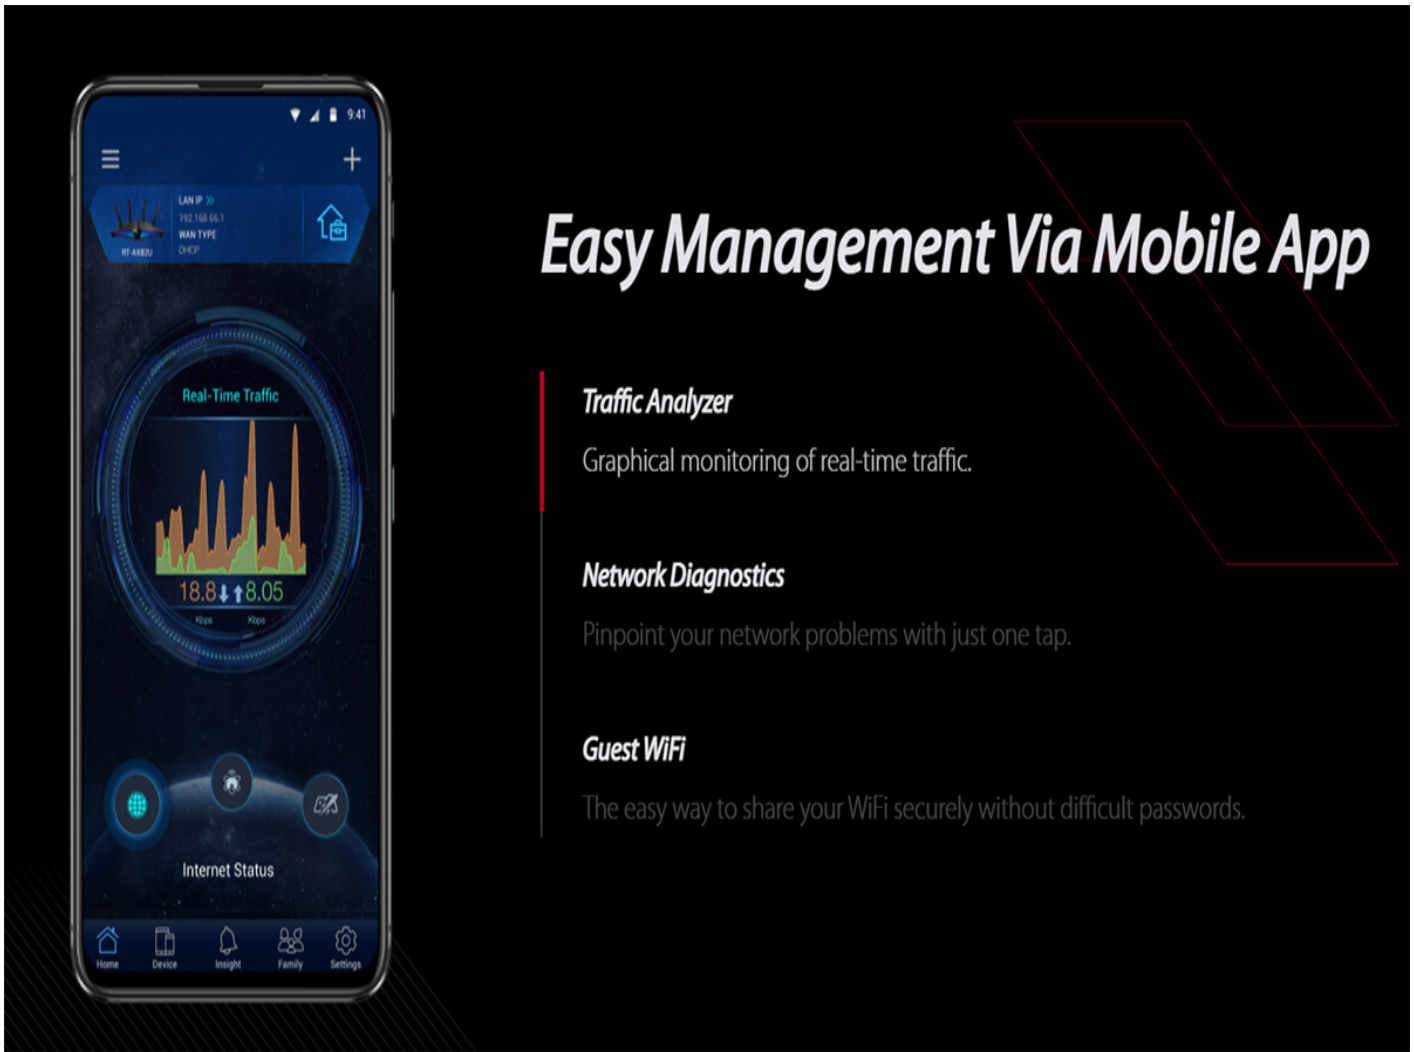 9:41
LAN IP »
192.168.66.1
WAN TYPE
DHCP
RT-AX82U
Real-Time Traffic
18.8 8.05
Kbps Kbps
Internet Status
Home Device Insight Family Settings
Easy Management Via Mobile App
Traffic Analyzer
Graphical monitoring of real-time traffic.
Network Diagnostics
Pinpoint your network problems with just one tap.
Guest WiFi
The easy way to share your WiFi securely without difficult passwords.